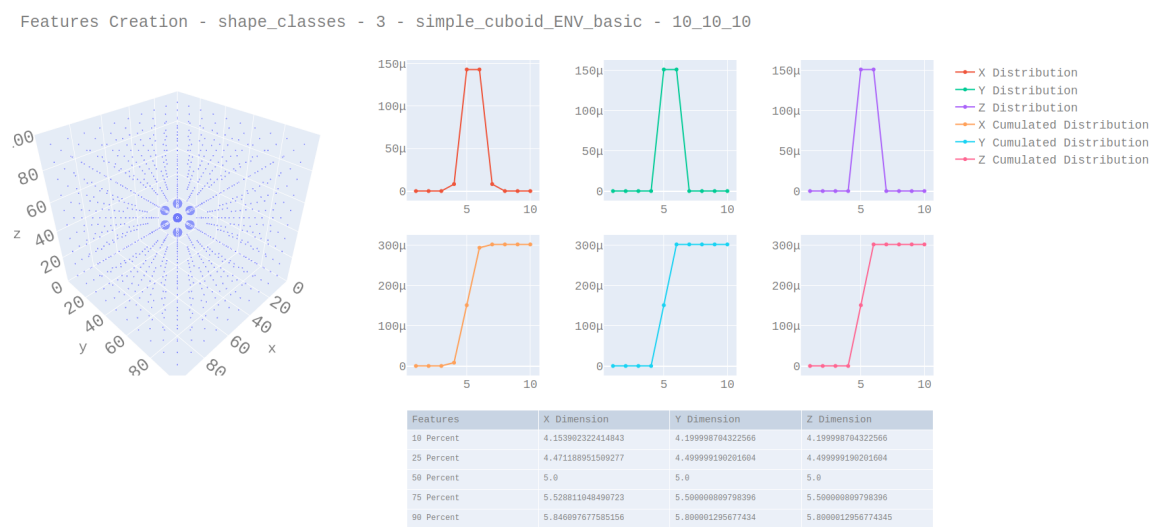 Features Creation - shape_classes - 3 - simple_cuboid_ENV_basic - 10_10_10
80
60
z
40
20
0
20
40
y
60
80
0
20
40
x
60
80
150μ
100μ
50μ
0
5
10
150μ
100μ
50μ
0
5
10
150μ
100μ
50μ
0
5
10
X Distribution
Y Distribution
Z Distribution
X Cumulated Distribution
Y Cumulated Distribution
Z Cumulated Distribution
300μ
200μ
100μ
0
5
10
300μ
200μ
100μ
0
5
10
300μ
200μ
100μ
0
5
10
Features X Dimension Y Dimension Z Dimension
10 Percent 4.153902322414843 4.199998704322566 4.199998704322566
25 Percent 4.471188951509277 4.499999190201604 4.499999190201604
50 Percent 5.0 5.0 5.0
75 Percent 5.528811048490723 5.500000809798396 5.500000809798396
90 Percent 5.846097677585156 5.800001295677434 5.8000012956774345